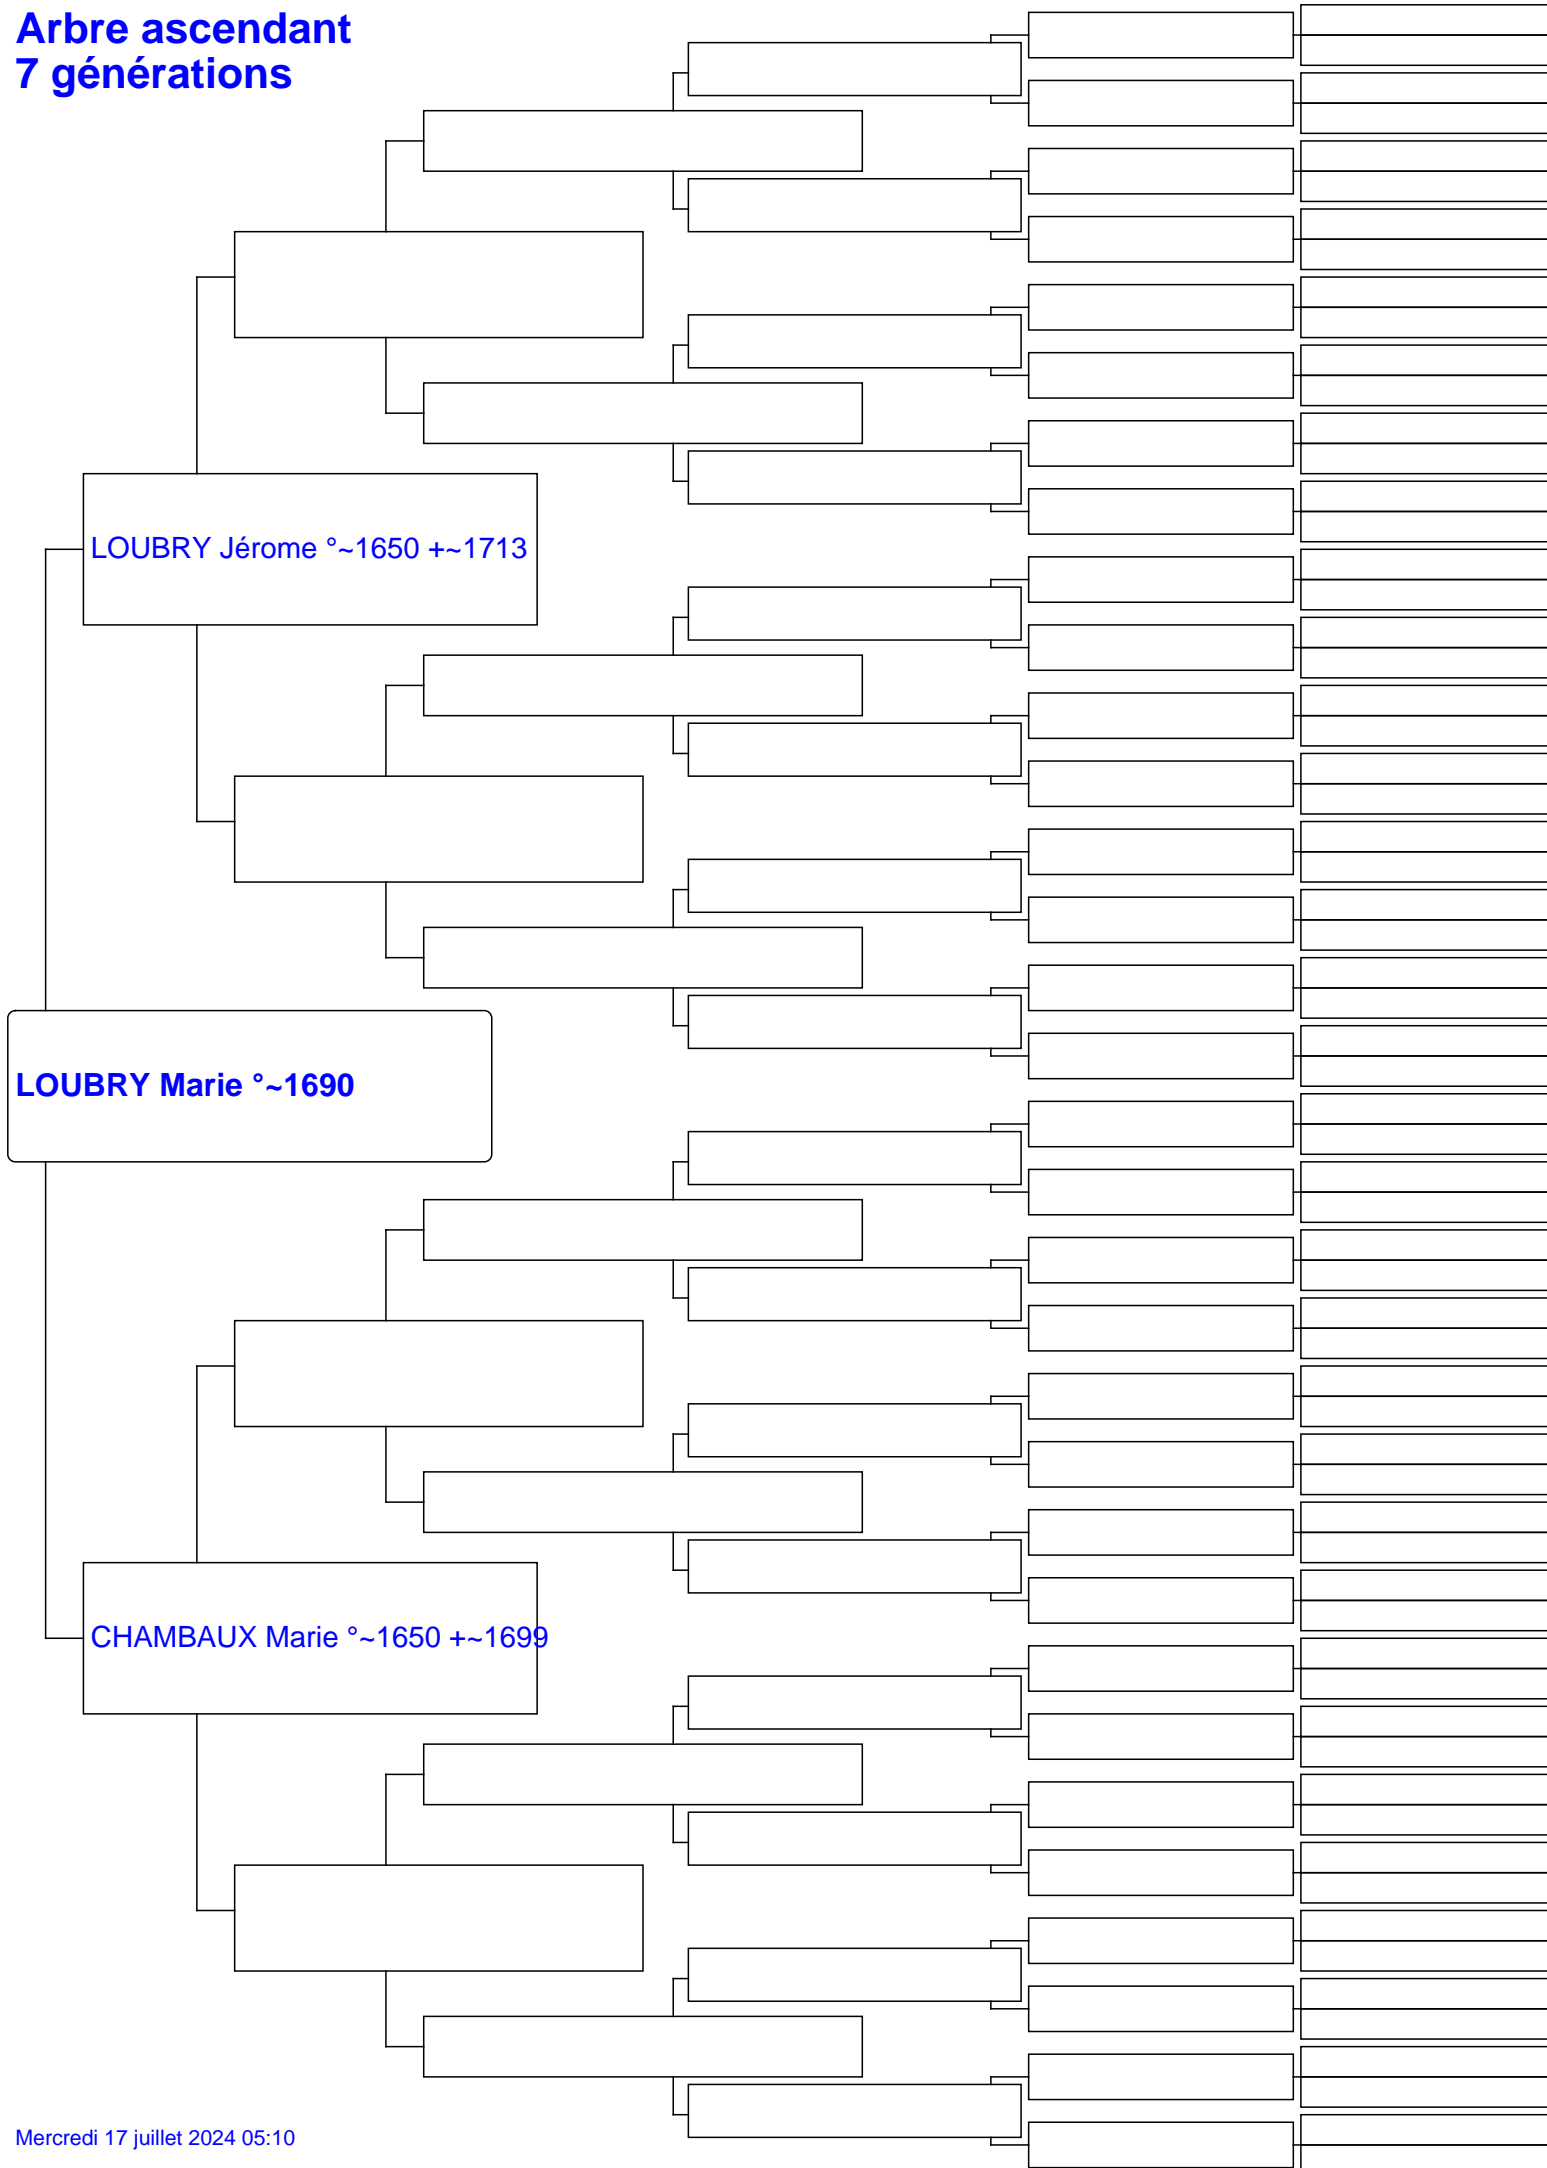 Arbre ascendant
7 générations
LOUBRY Jérome °~1650 +~1713
LOUBRY Marie °~1690
CHAMBAUX Marie °~1650 +~1699
Mercredi 17 juillet 2024 05:10